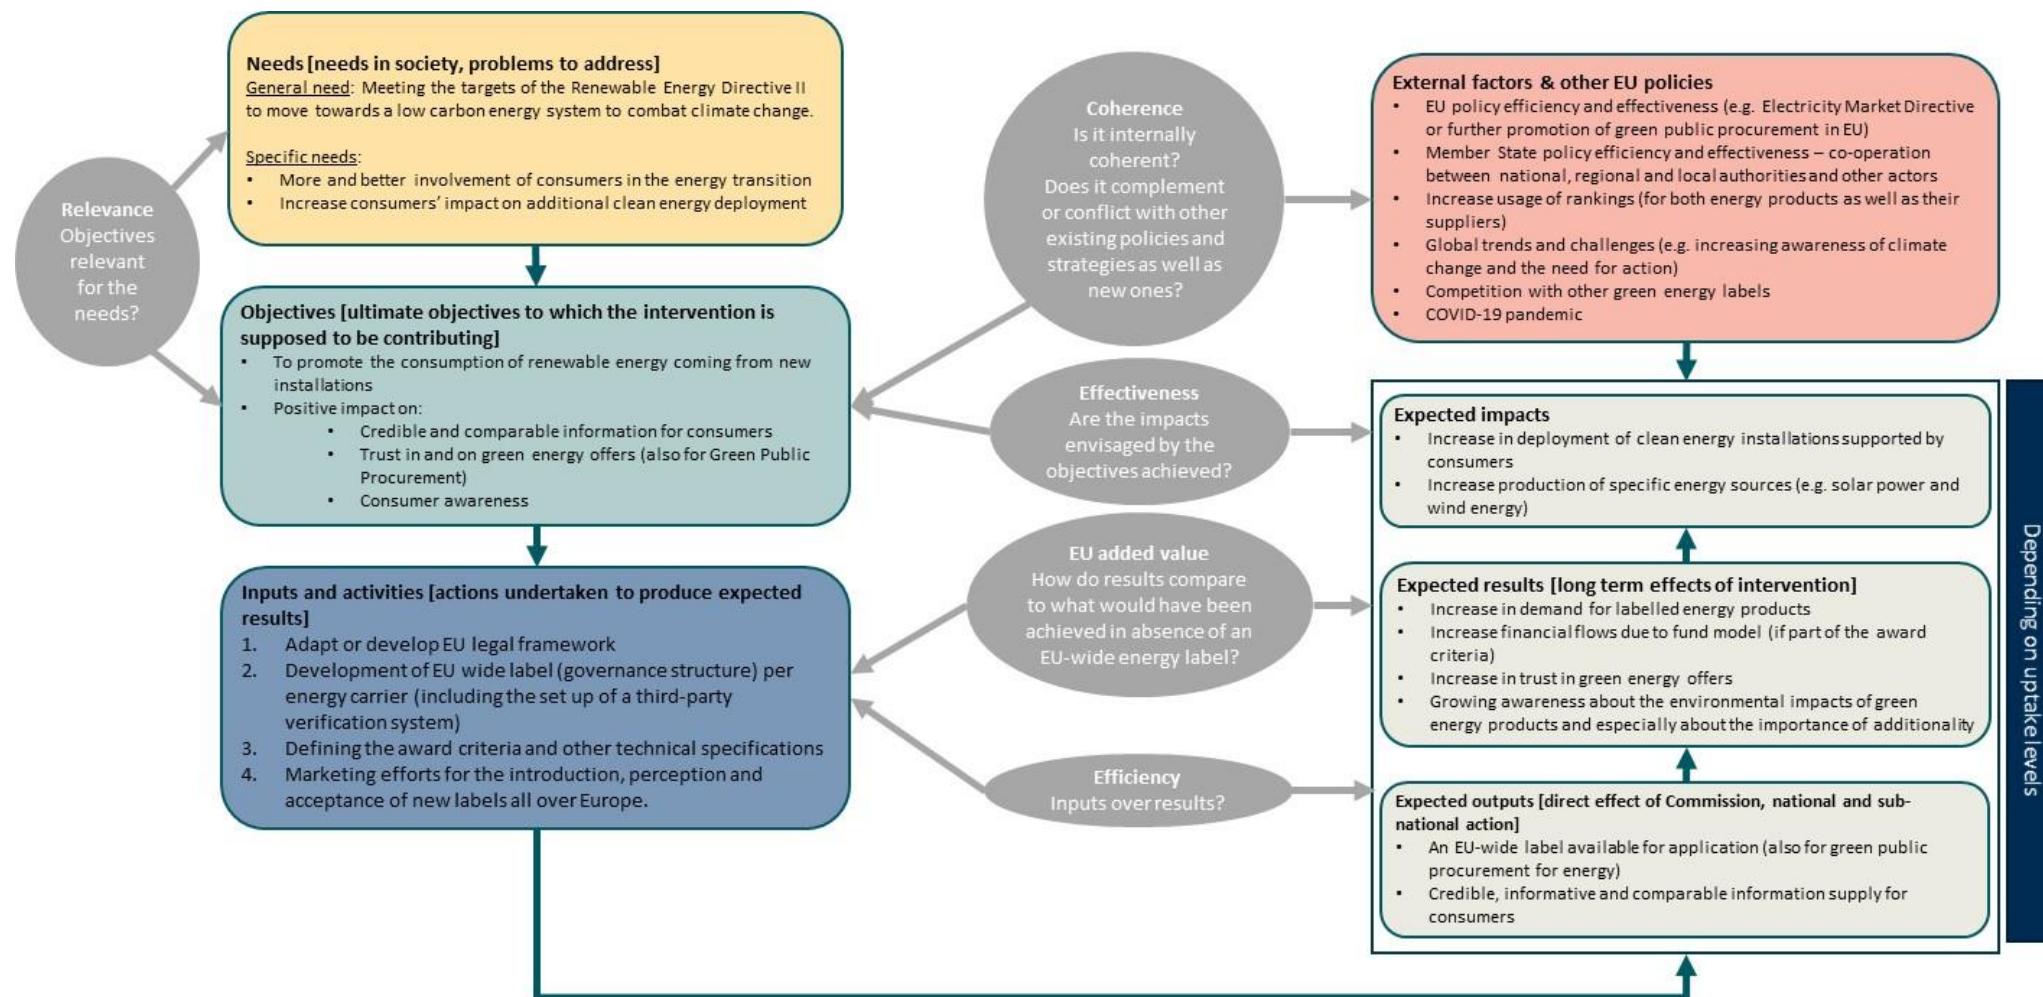 Needs [needs in society, problems to address]
General need: Meeting the targets of the Renewable Energy Directive II
to move towards a low carbon energy system to combat climate change.
Specific needs:
• More and better involvement of consumers in the energy transition
• Increase consumers' impact on additional clean energy deployment
Relevance
Objectives
relevant
for the
needs?
Objectives [ultimate objectives to which the intervention is
supposed to be contributing]
• To promote the consumption of renewable energy coming from new
installations
• Positive impact on:
• Credible and comparable information for consumers
• Trust in and on green energy offers (also for Green Public
Procurement)
• Consumer awareness
Inputs and activities [actions undertaken to produce expected
results]
1. Adapt or develop EU legal framework
2. Development of EU wide label (governance structure) per
energy carrier (including the set up of a third-party
verification system)
3. Defining the award criteria and other technical specifications
4. Marketing efforts for the introduction, perception and
acceptance of new labels all over Europe.
Coherence
Is it internally
coherent?
Does it complement
or conflict with other
existing policies and
strategies as well as
new ones?
Effectiveness
Are the impacts
envisaged by the
objectives achieved?
EU added value
How do results compare
to what would have been
achieved in absence of an
EU-wide energy label?
Efficiency
Inputs over results?
External factors & other EU policies
• EU policy efficiency and effectiveness (e.g. Electricity Market Directive
or further promotion of green public procurement in EU)
• Member State policy efficiency and effectiveness – co-operation
between national, regional and local authorities and other actors
• Increase usage of rankings (for both energy products as well as their
suppliers)
• Global trends and challenges (e.g. increasing awareness of climate
change and the need for action)
• Competition with other green energy labels
• COVID-19 pandemic
Expected impacts
• Increase in deployment of clean energy installations supported by
consumers
• Increase production of specific energy sources (e.g. solar power and
wind energy)
Expected results [long term effects of intervention]
• Increase in demand for labelled energy products
• Increase financial flows due to fund model (if part of the award
criteria)
• Increase in trust in green energy offers
• Growing awareness about the environmental impacts of green
energy products and especially about the importance of additionality
Expected outputs [direct effect of Commission, national and sub-
national action]
• An EU-wide label available for application (also for green public
procurement for energy)
• Credible, informative and comparable information supply for
consumers
Depending on uptake levels